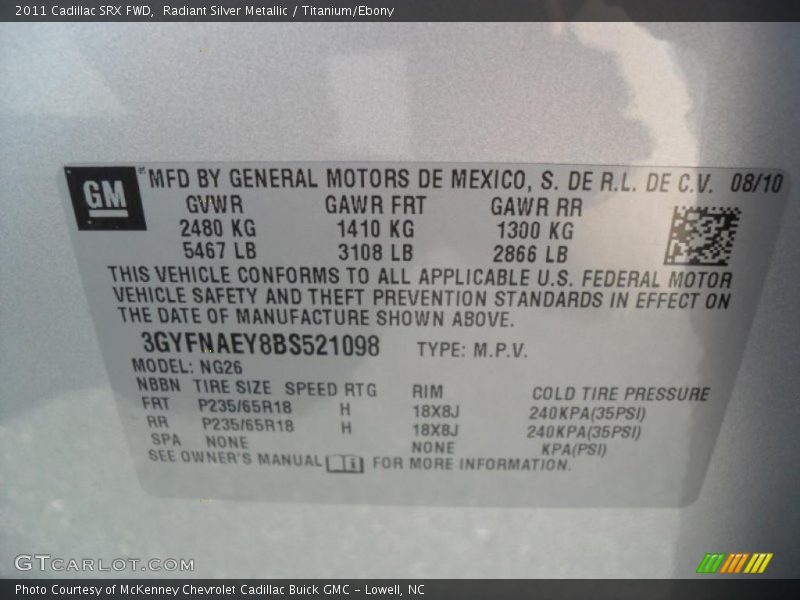 2011 Cadillac SRX FWD,  Radiant Silver Metallic / Titanium/Ebony
GM MFD BY GENERAL MOTORS DE MEXICO, S. DE R.L. DE C.V. 08/10
GVWR GAWR FRT GAWR RR
2480 KG 1410 KG 1300 KG
5467 LB 3108 LB 2866 LB
THIS VEHICLE CONFORMS TO ALL APPLICABLE U.S. FEDERAL MOTOR
VEHICLE SAFETY AND THEFT PREVENTION STANDARDS IN EFFECT ON
THE DATE OF MANUFACTURE SHOWN ABOVE.
3GYFNAEY8BS521098 TYPE: M.P.V.
MODEL: NG26
NBBN TIRE SIZE SPEED RTG RIM COLD TIRE PRESSURE
FRT P235/65R18 H 18X8J 240KPA(35PSI)
RR P235/65R18 H 18X8J 240KPA(35PSI)
SPA NONE NONE KPA(PSI)
SEE OWNER'S MANUAL FOR MORE INFORMATION.
GTCARLOT.COM
Photo Courtesy of McKenney Chevrolet Cadillac Buick GMC - Lowell, NC